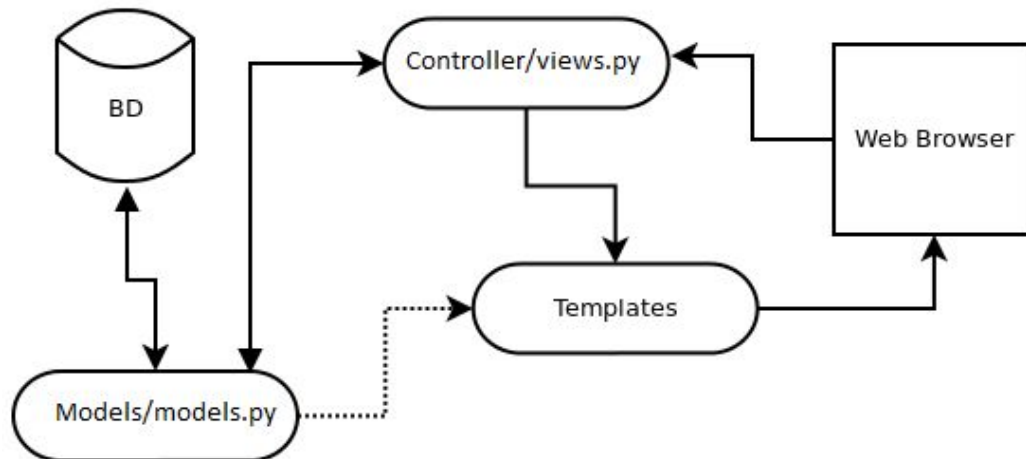 Controller/views.py
BD
Web Browser
Templates
Models/models.py